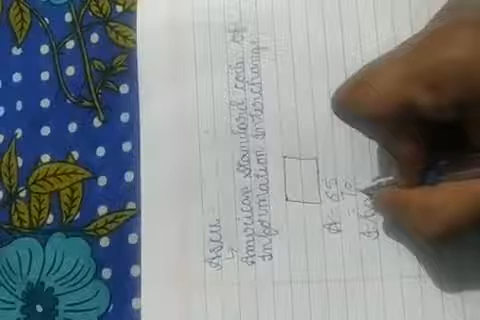 Ascii
↳
American Standard Code of
Information Interchange
A - 65